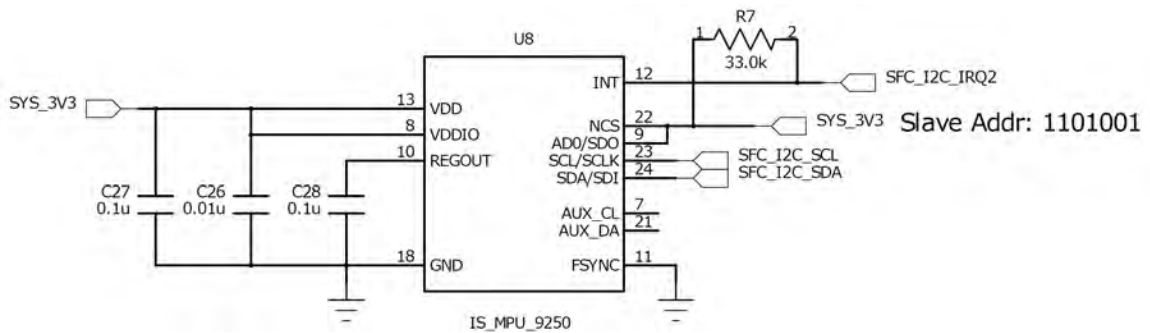 R7
1 2
33.0k
U8
INT 12 SFC_I2C_IRQ2
SYS_3V3 13 VDD
8 VDDIO
NCS 22 SYS_3V3 Slave Addr: 1101001
AD0/SDO 9
10 REGOUT
SCL/SCLK 23 SFC_I2C_SCL
SDA/SDI 24 SFC_I2C_SDA
C27 0.1u
C26 0.01u
C28 0.1u
AUX_CL 7
AUX_DA 21
18 GND
FSYNC 11
IS_MPU_9250